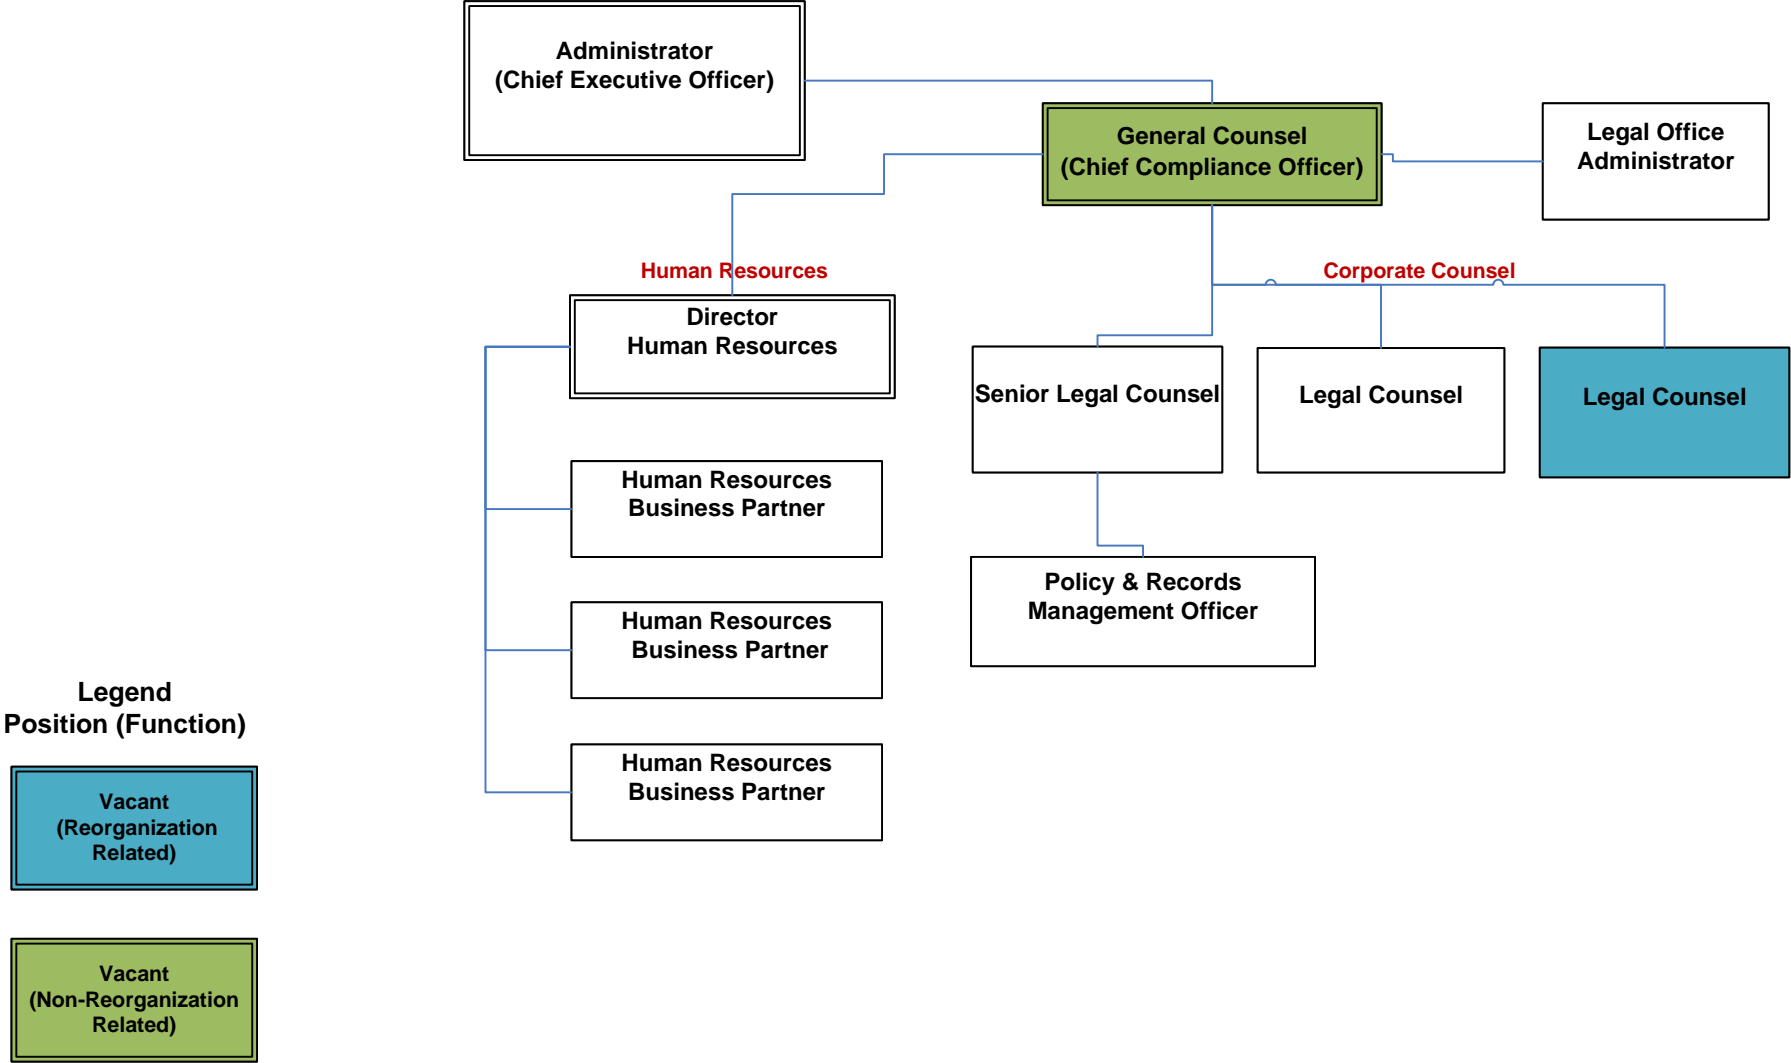 Administrator
(Chief Executive Officer)
General Counsel
(Chief Compliance Officer)
Legal Office
Administrator
Human Resources
Corporate Counsel
Director
Human Resources
Senior Legal Counsel
Legal Counsel
Legal Counsel
Human Resources
Business Partner
Policy & Records
Management Officer
Human Resources
Business Partner
Human Resources
Business Partner
Legend
Position (Function)
Vacant
(Reorganization
Related)
Vacant
(Non-Reorganization
Related)